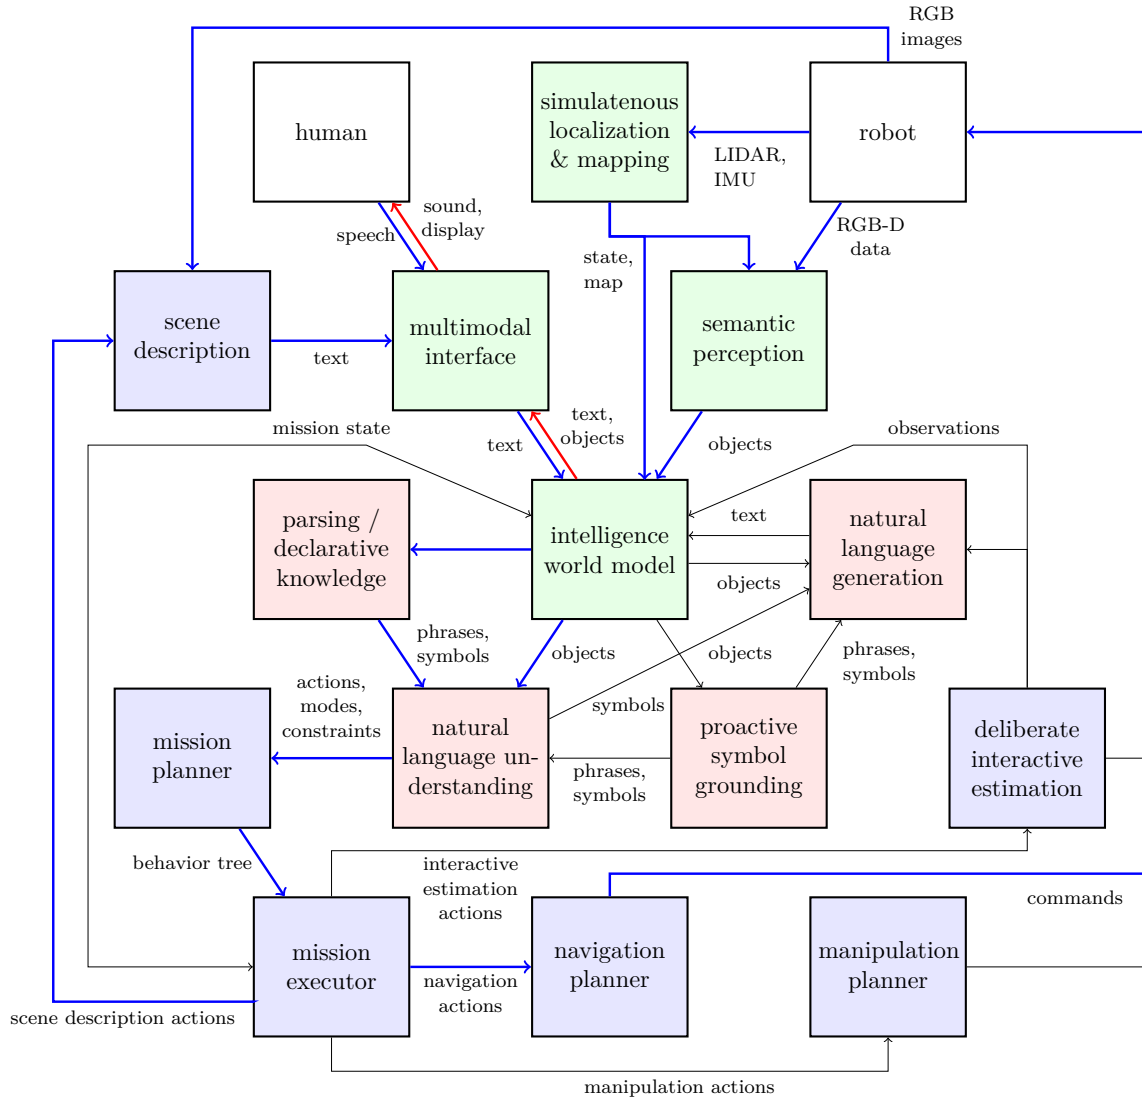 RGB
images
human
simulatenous
localization
& mapping
robot
LIDAR,
IMU
sound,
display
speech
RGB-D
data
state,
map
scene
description
text
multimodal
interface
semantic
perception
mission state
text
text,
objects
objects
observations
parsing /
declarative
knowledge
intelligence
world model
text
objects
natural
language
generation
phrases,
symbols
objects
objects
phrases,
symbols
actions,
modes,
constraints
symbols
mission
planner
natural
language un-
derstanding
phrases,
symbols
proactive
symbol
grounding
deliberate
interactive
estimation
behavior tree
interactive
estimation
actions
commands
mission
executor
navigation
actions
navigation
planner
manipulation
planner
scene description actions
manipulation actions